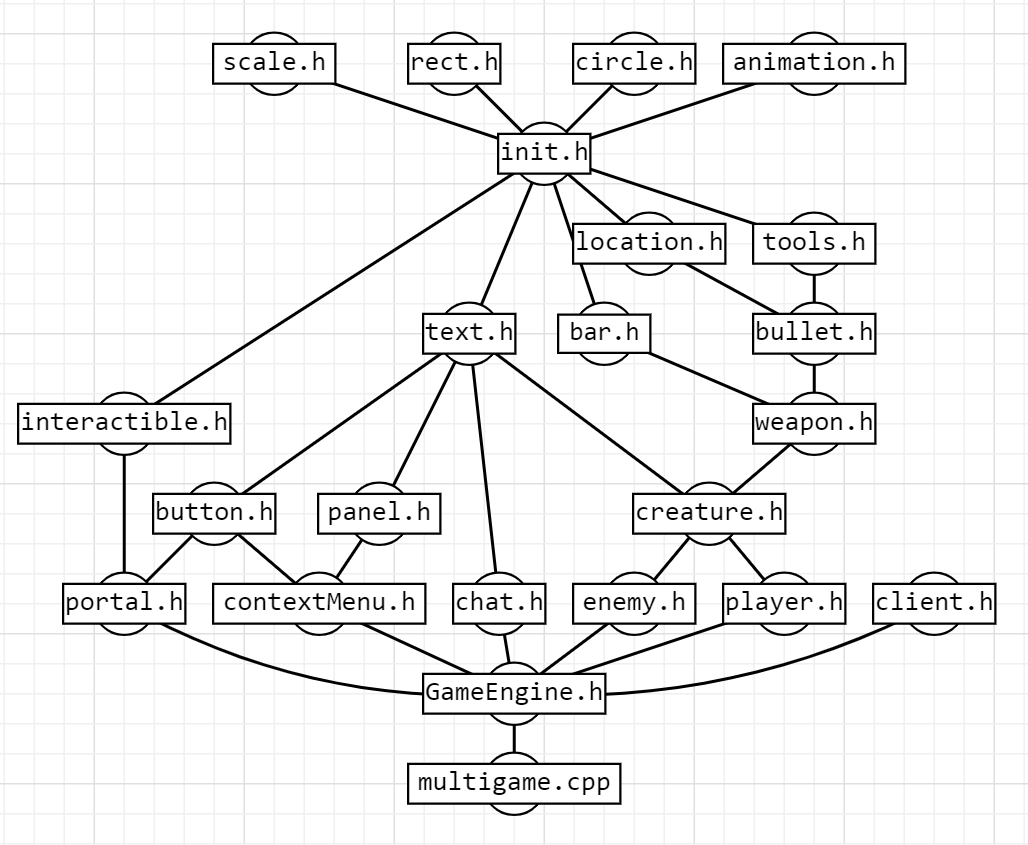 scale.h
rect.h
circle.h
animation.h
init.h
location.h
tools.h
text.h
bar.h
bullet.h
interactible.h
weapon.h
button.h
panel.h
creature.h
portal.h
contextMenu.h
chat.h
enemy.h
player.h
client.h
GameEngine.h
multigame.cpp